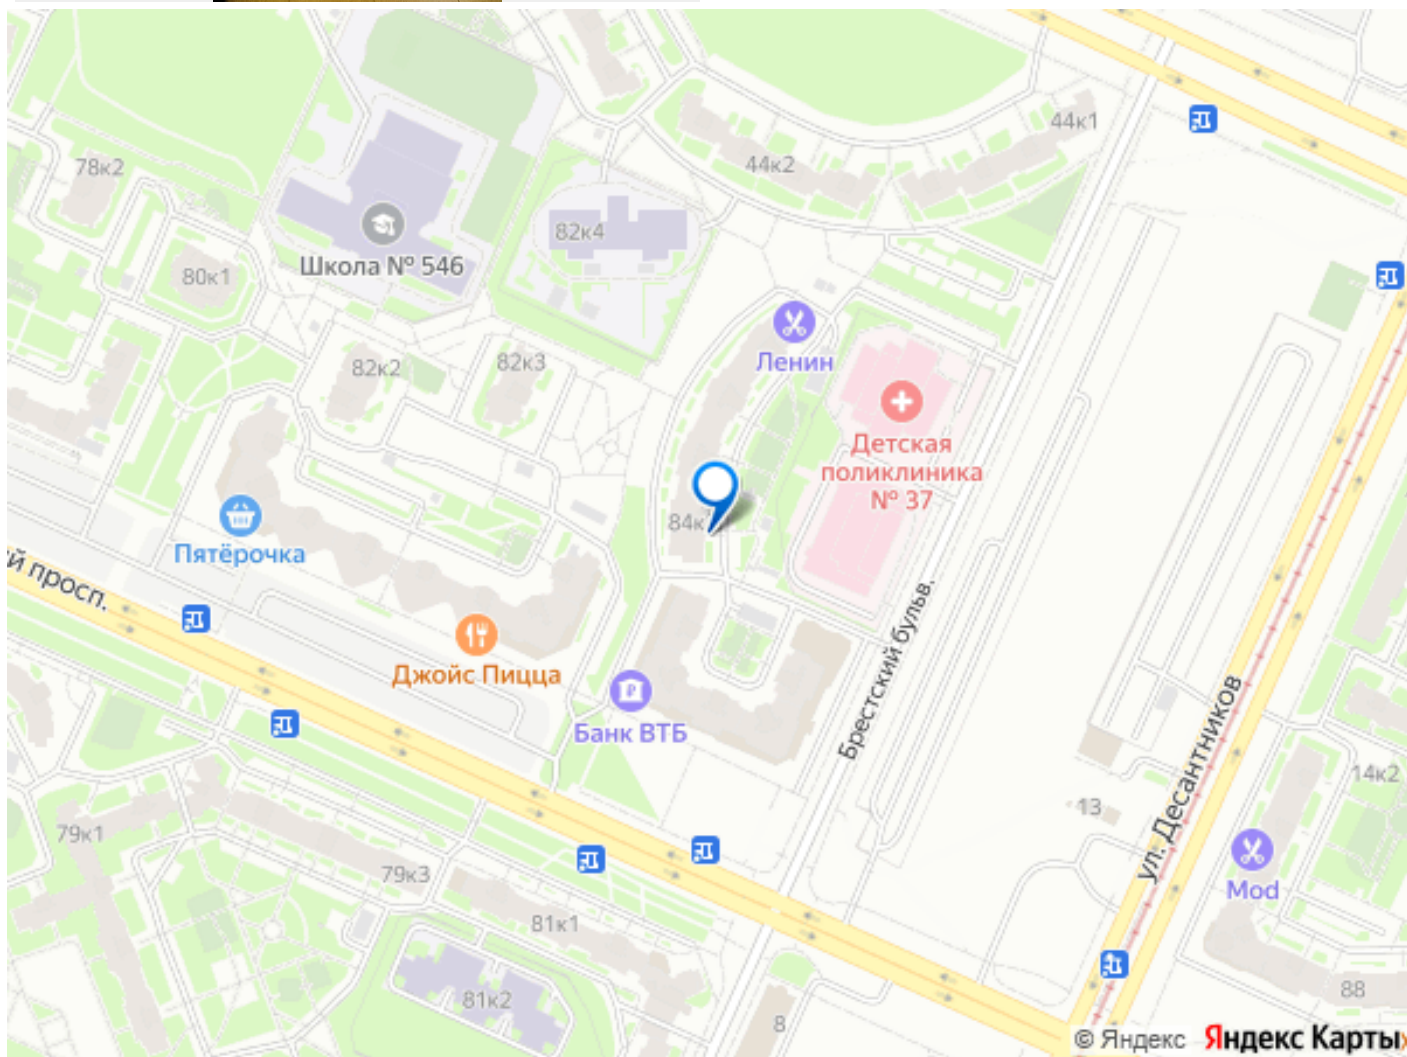 44к1
78к2
44к2
82к4
Школа № 546
80к1
Ленин
82к3
82к2
Детская
поликлиника
№ 37
84к
Пятёрочка
й просп.
Брестский бульв.
Джойс Пицца
Банк ВТБ
ул. Десантников
14к2
13
79к1
79к3
Mod
81к1
81к2
88
8
© Яндекс Яндекс Карты